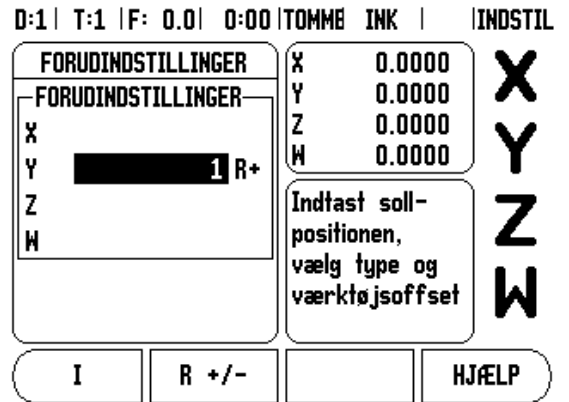 D:1 | T:1 | F: 0.0 | 0:00 | TOMME INK | | INDSTIL
FORUDINDSTILLINGER
FORUDINDSTILLINGER
X
Y 1 R+
Z
W
X 0.0000
Y 0.0000
Z 0.0000
W 0.0000
Indtast soll-
positionen,
vælg type og
værktøjsoffset
X
Y
Z
W
I R +/- HJÆLP